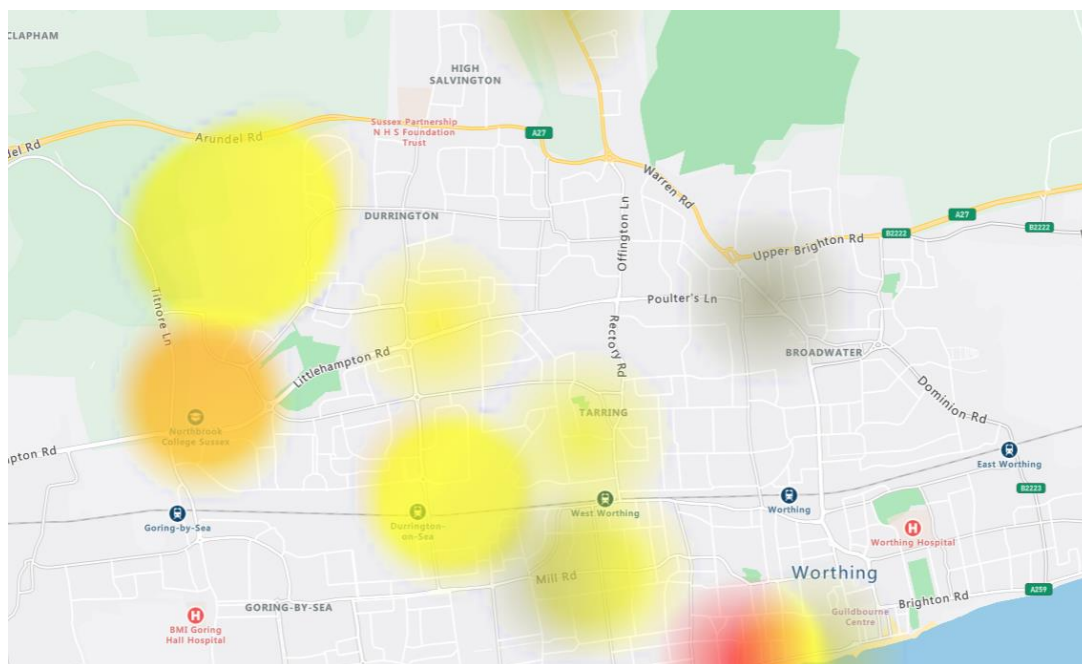 CLAPHAM
HIGH
SALVINGTON
Sussex Partnership
N H S Foundation
Trust
A27
Arundel Rd
del Rd
Warren Rd
Offington Ln
DURRINGTON
A27
B2222
B2222
Upper Brighton Rd
Titnore Ln
Poulter's Ln
Rectory Rd
Littlehampton Rd
BROADWATER
Dominion Rd
TARRING
Northbrook
College Sussex
mpton Rd
East Worthing
B2223
Goring-by-Sea
Durrington-
on-Sea
West Worthing
Worthing
H
Worthing Hospital
Mill Rd
Worthing
A259
Brighton Rd
GORING-BY-SEA
Guildbourne
Centre
H
BMI Goring
Hall Hospital